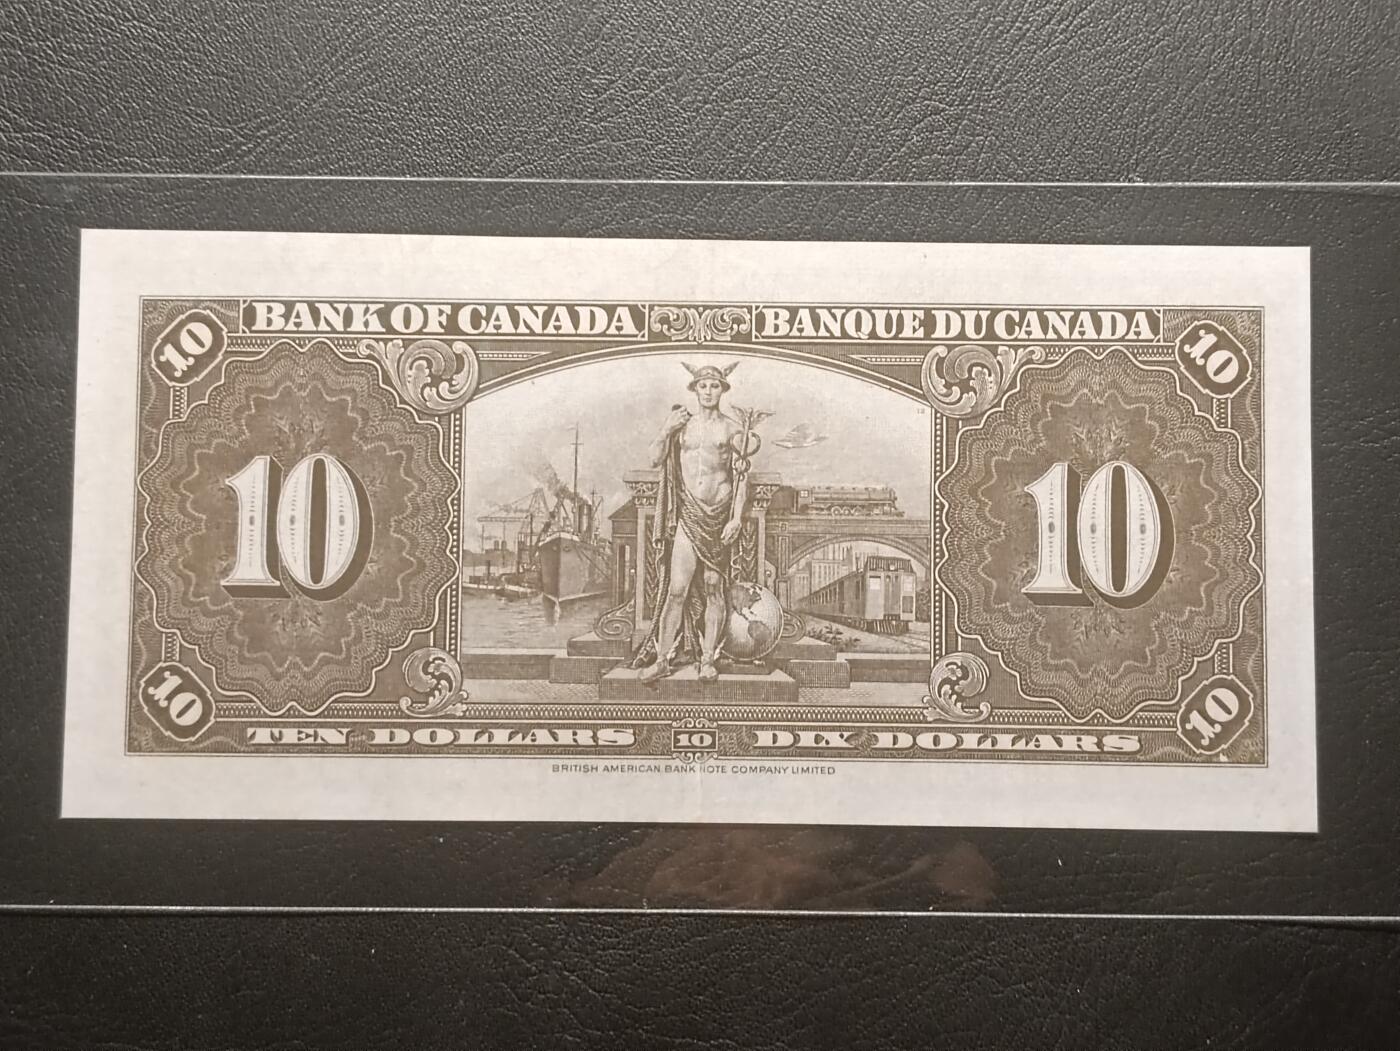 10 BANK OF CANADA BANQUE DU CANADA 10
12
10 10
10 TEN DOLLARS 10 DIX DOLLARS 10
BRITISH AMERICAN BANK NOTE COMPANY LIMITED